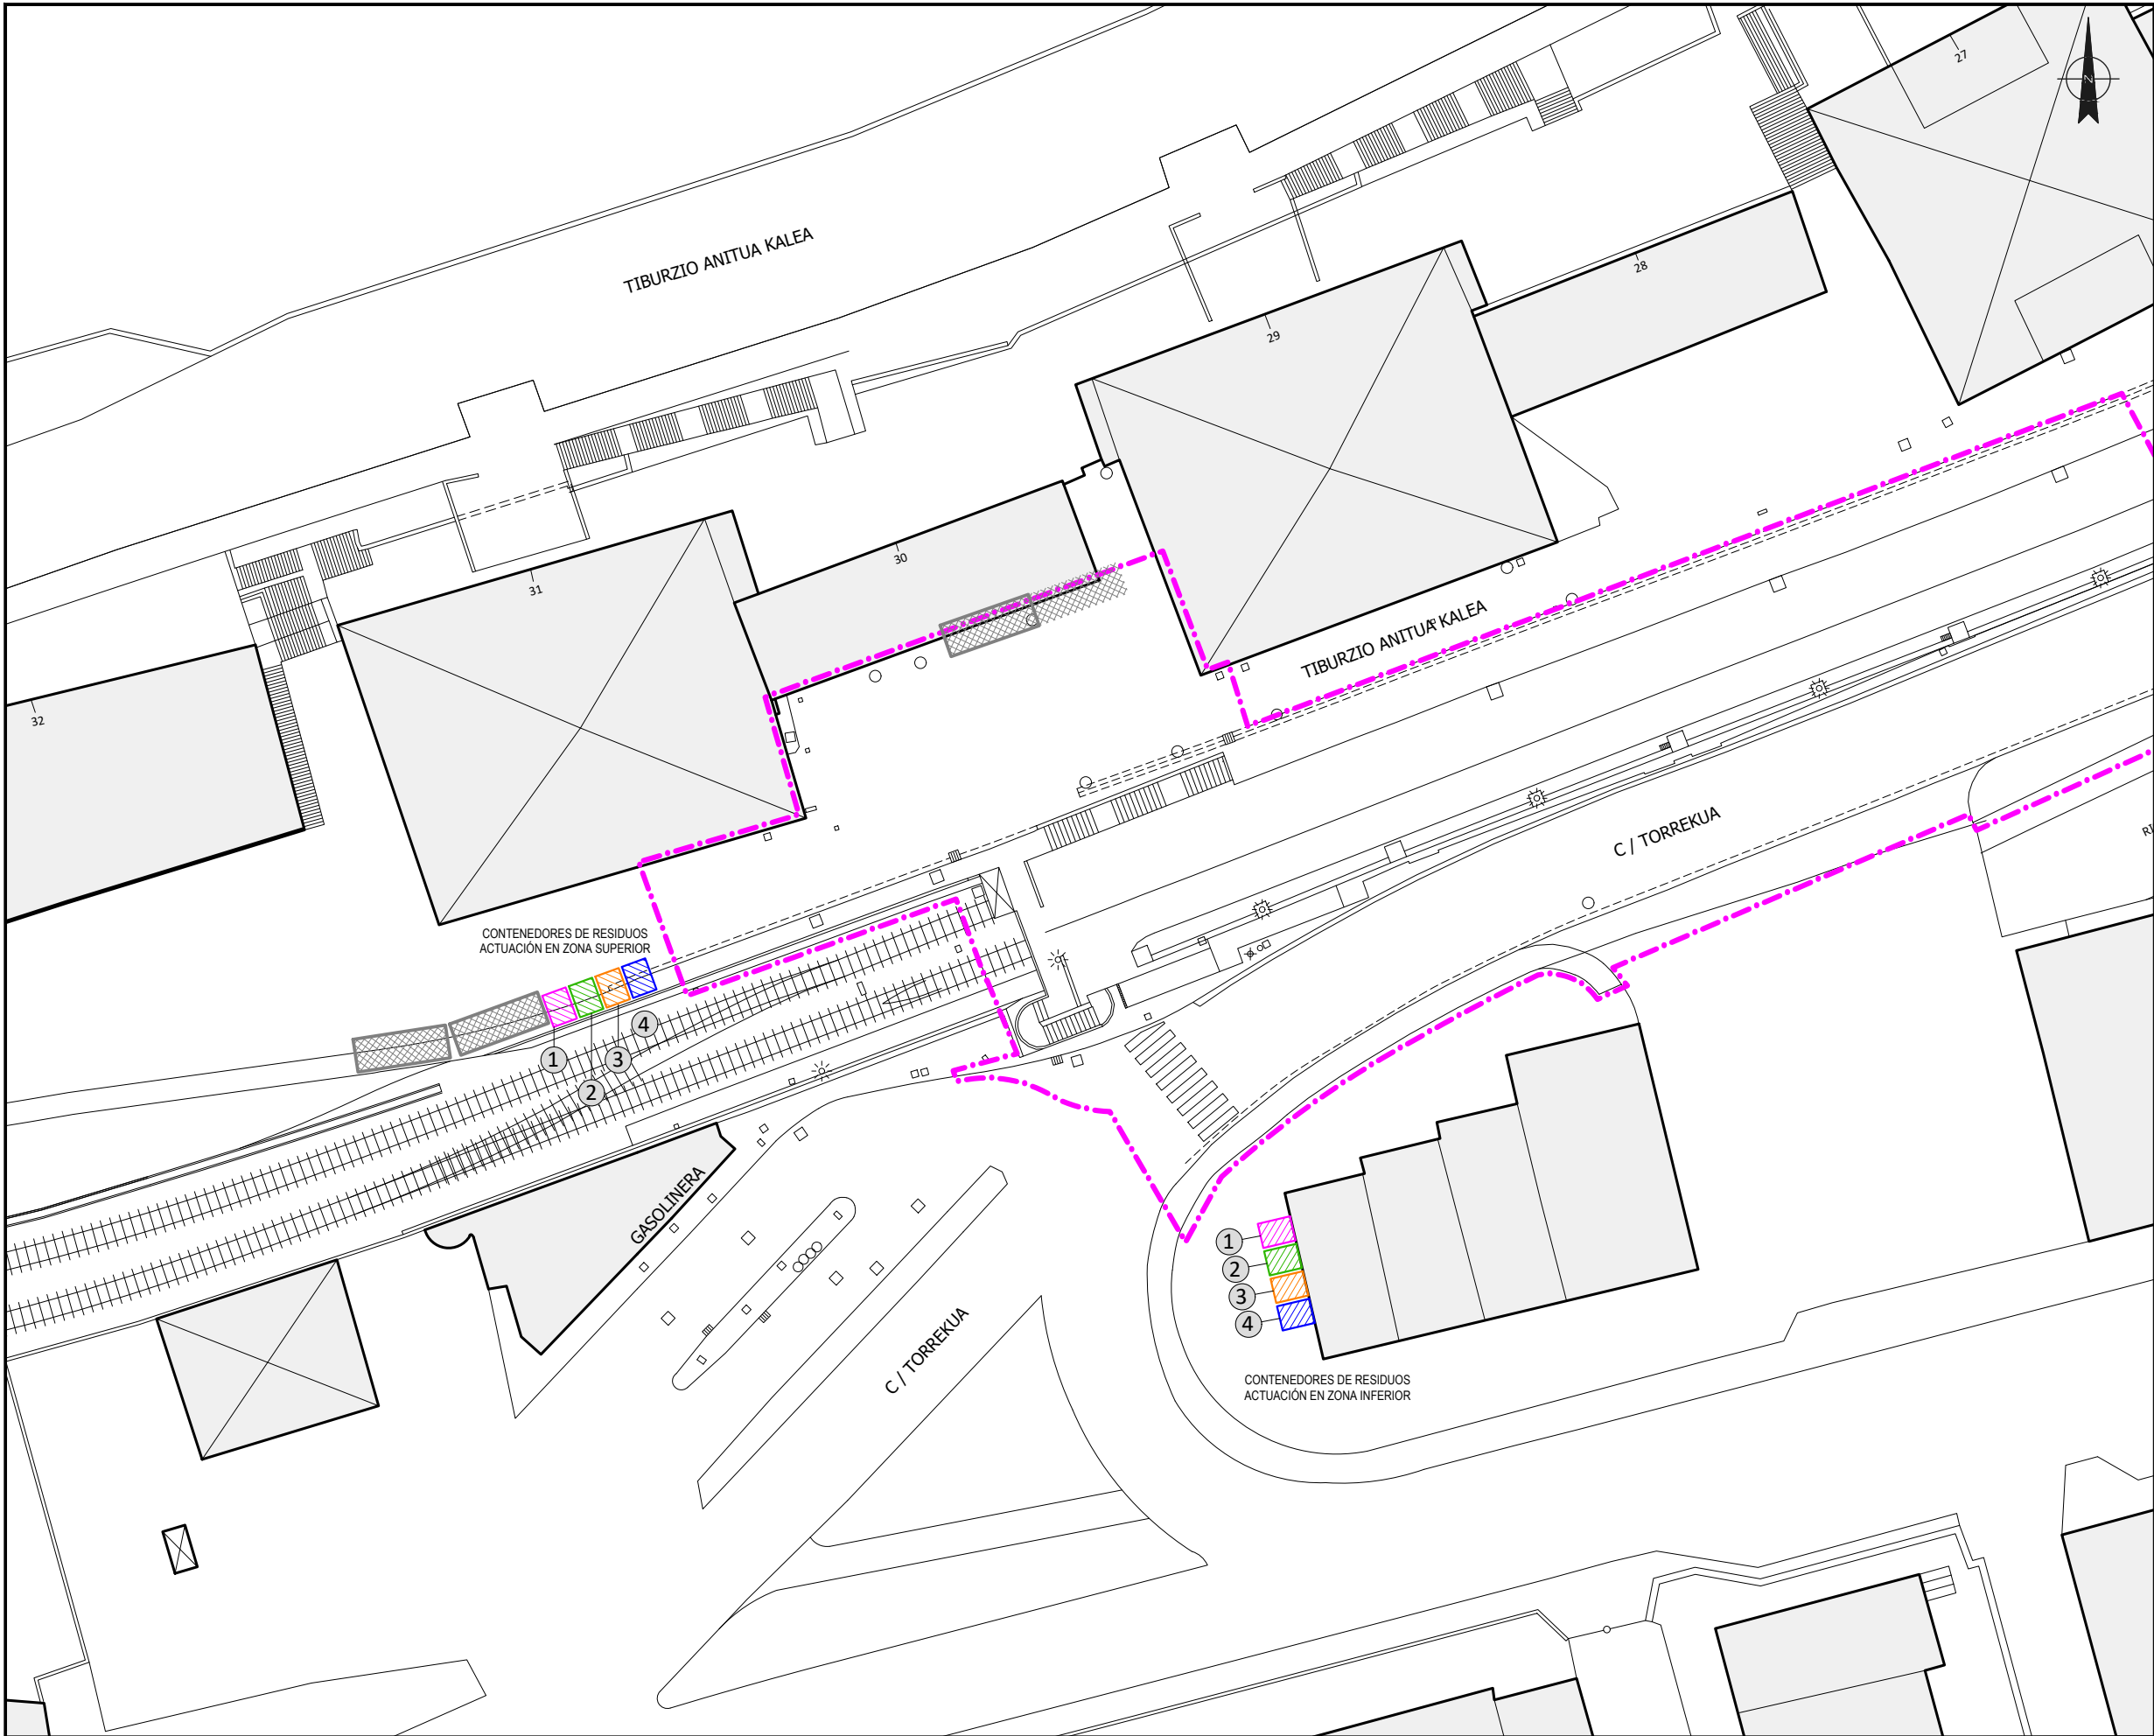 27
N
TIBURZIO ANITUA KALEA
28
29
30
31
32
TIBURZIO ANITUA KALEA
C / TORREKUA
RI
CONTENEDORES DE RESIDUOS
ACTUACIÓN EN ZONA SUPERIOR
4
1
3
2
GASOLINERA
1
2
3
4
C / TORREKUA
CONTENEDORES DE RESIDUOS
ACTUACIÓN EN ZONA INFERIOR